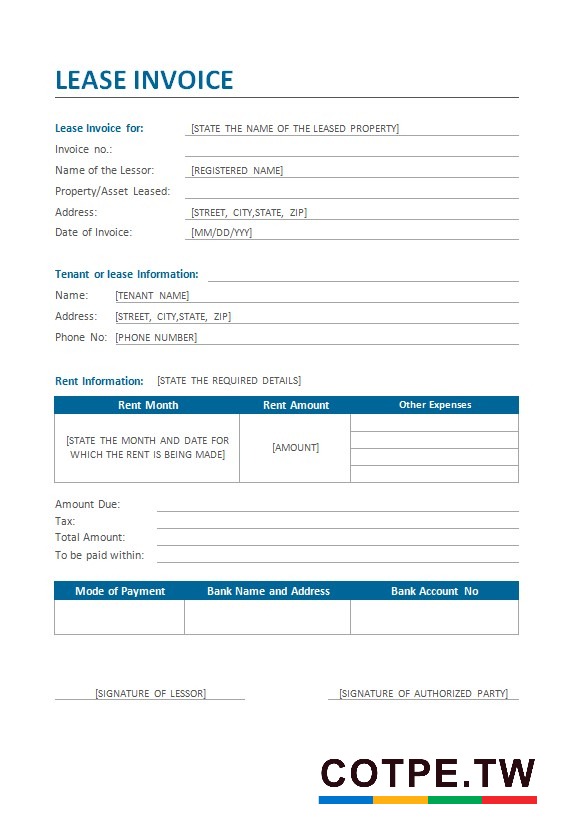 LEASE INVOICE
Lease Invoice for: [STATE THE NAME OF THE LEASED PROPERTY]
Invoice no.:
Name of the Lessor: [REGISTERED NAME]
Property/Asset Leased:
Address: [STREET, CITY,STATE, ZIP]
Date of Invoice: [MM/DD/YYY]
Tenant or lease Information:
Name: [TENANT NAME]
Address: [STREET, CITY,STATE, ZIP]
Phone No: [PHONE NUMBER]
Rent Information: [STATE THE REQUIRED DETAILS]
Rent Month Rent Amount Other Expenses
[STATE THE MONTH AND DATE FOR
WHICH THE RENT IS BEING MADE] [AMOUNT]
Amount Due:
Tax:
Total Amount:
To be paid within:
Mode of Payment Bank Name and Address Bank Account No
[SIGNATURE OF LESSOR] [SIGNATURE OF AUTHORIZED PARTY]
COTPE.TW